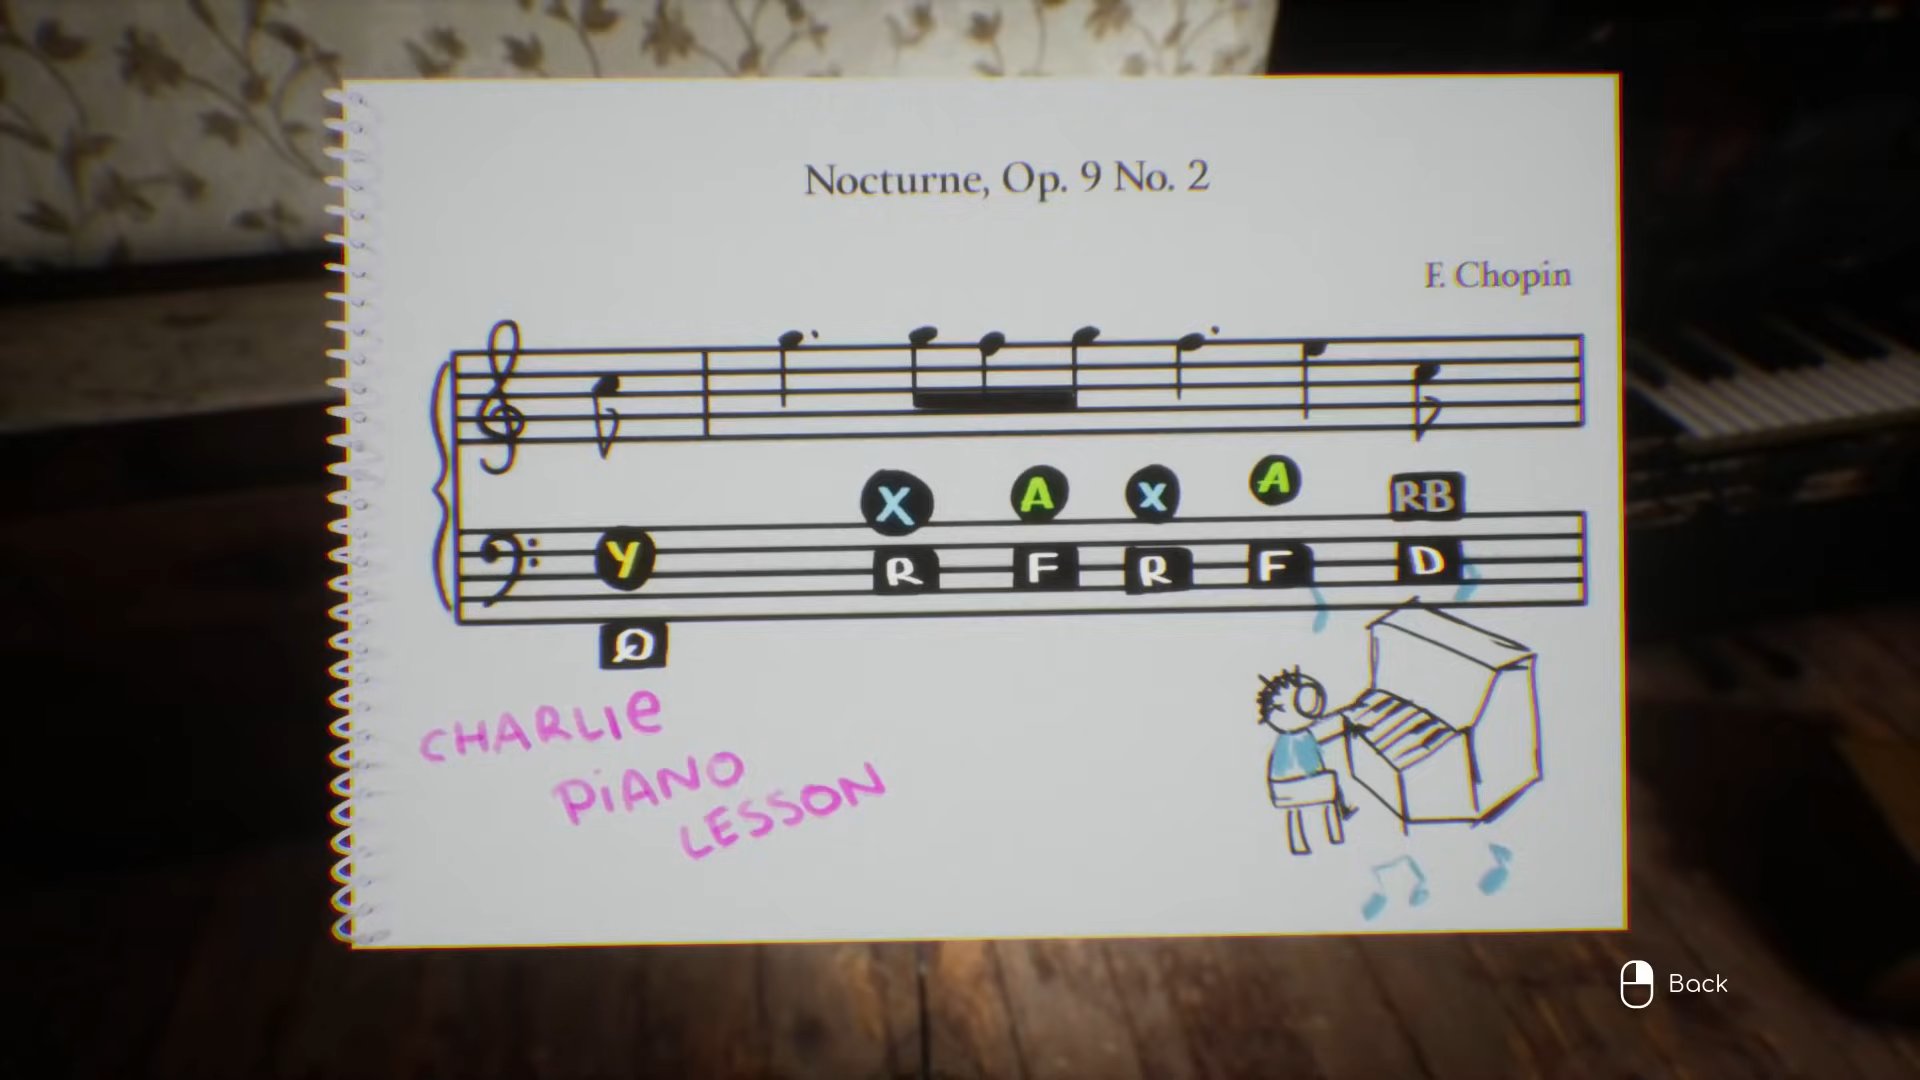 Nocturne, Op. 9 No. 2
F. Chopin
X A X A RB
Y R F R F D
Q
CHARLIE
PIANO
LESSON
Back